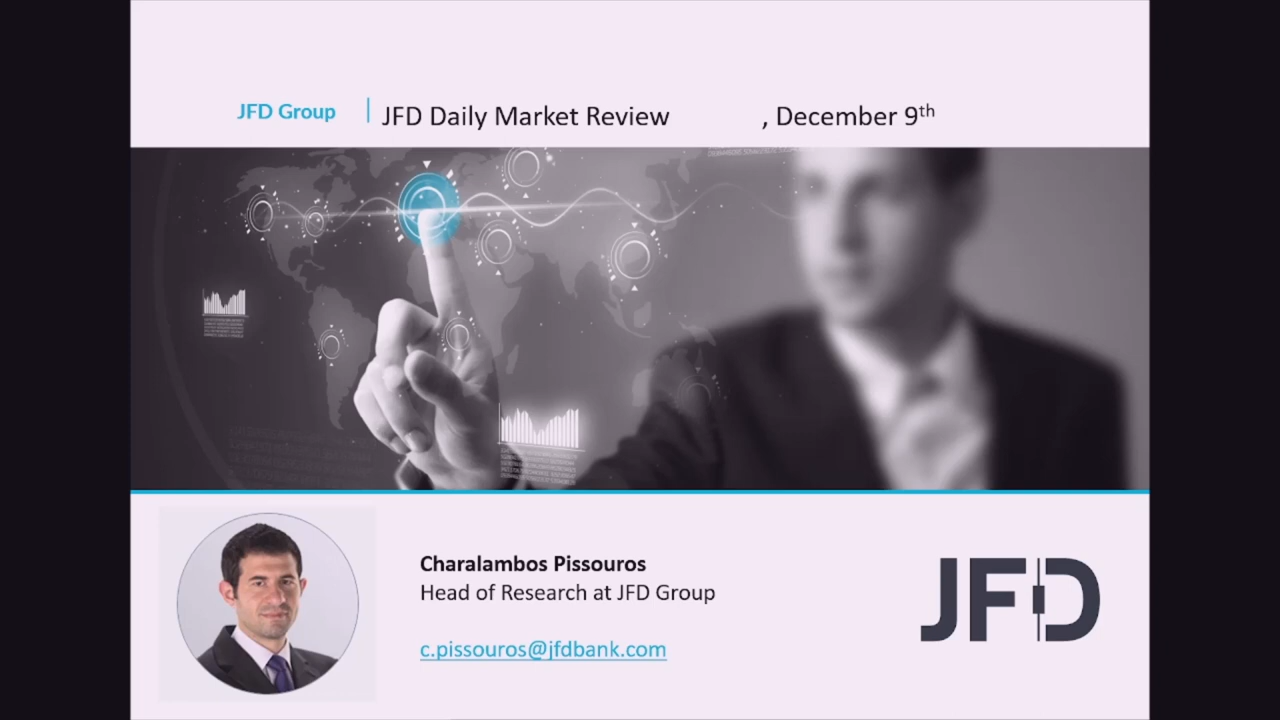 JFD Group
JFD Daily Market Review , December 9th
Charalambos Pissouros
Head of Research at JFD Group
c.pissouros@jfdbank.com
JFD